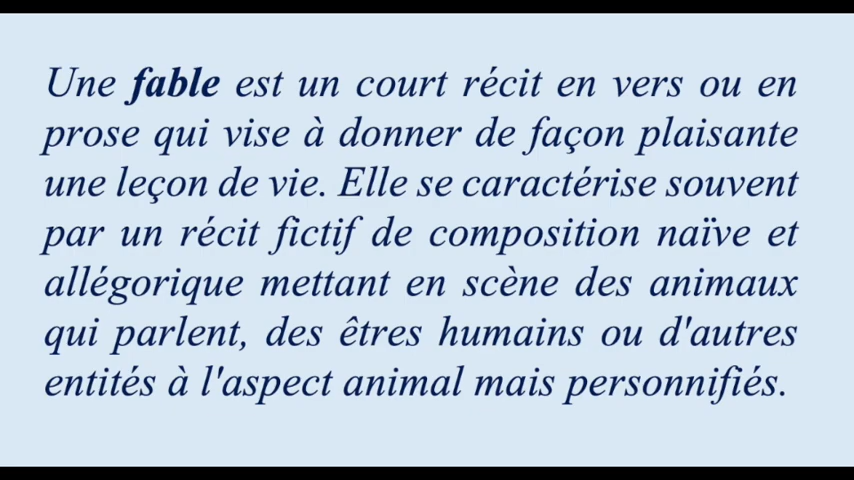 Une fable est un court récit en vers ou en
prose qui vise à donner de façon plaisante
une leçon de vie. Elle se caractérise souvent
par un récit fictif de composition naïve et
allégorique mettant en scène des animaux
qui parlent, des êtres humains ou d'autres
entités à l'aspect animal mais personnifiés.